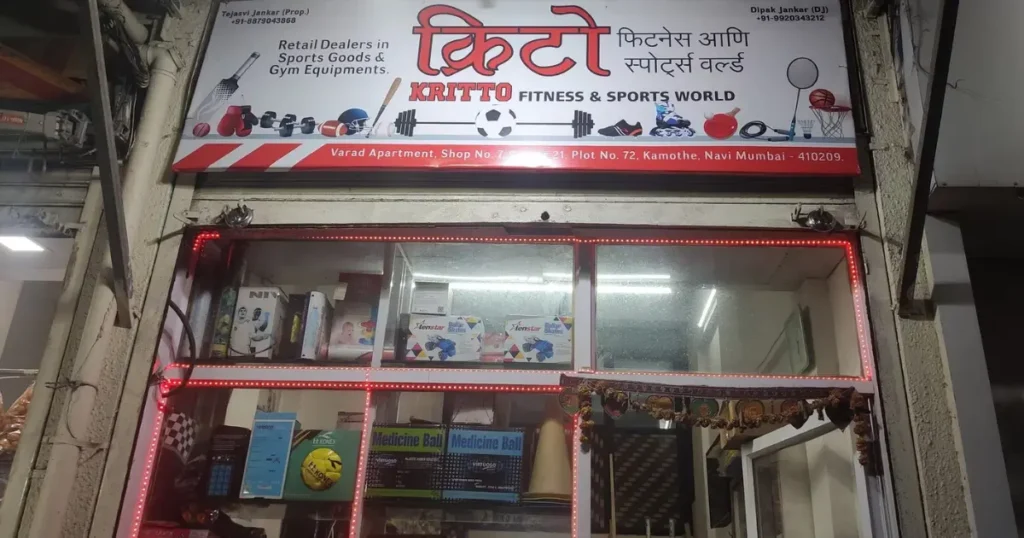 Tejasvi Jankar (Prop.)
+91-9879043868
Dipak Jankar (DJ)
+91-9920343212
Retail Dealers in
Sports Goods &
Gym Equipments.
क्रिटो
फिटनेस आणि
स्पोर्ट्स वर्ल्ड
KRITTO FITNESS & SPORTS WORLD
Varad Apartment, Shop No. 7, 21, Plot No. 72, Kamothe, Navi Mumbai - 410209.
Medicine Ball
Medicine Ball